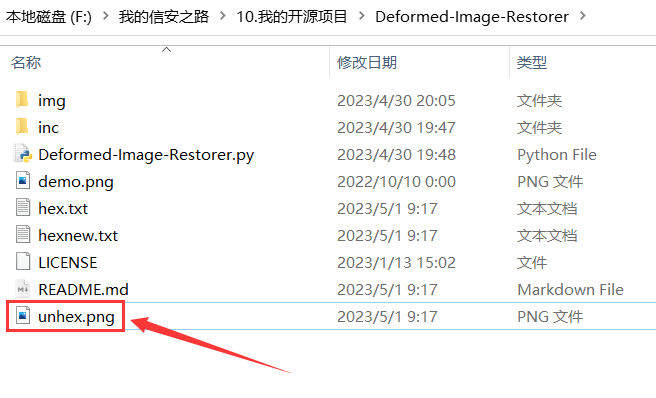 本地磁盘 (F:) > 我的信安之路 > 10.我的开源项目 > Deformed-Image-Restorer >
名称 修改日期 类型
img 2023/4/30 20:05 文件夹
inc 2023/4/30 19:47 文件夹
Deformed-Image-Restorer.py 2023/4/30 19:48 Python File
demo.png 2022/10/10 0:00 PNG 文件
hex.txt 2023/5/1 9:17 文本文档
hexnew.txt 2023/5/1 9:17 文本文档
LICENSE 2023/1/13 15:02 文件
README.md 2023/5/1 9:17 Markdown File
unhex.png 2023/5/1 9:17 PNG 文件